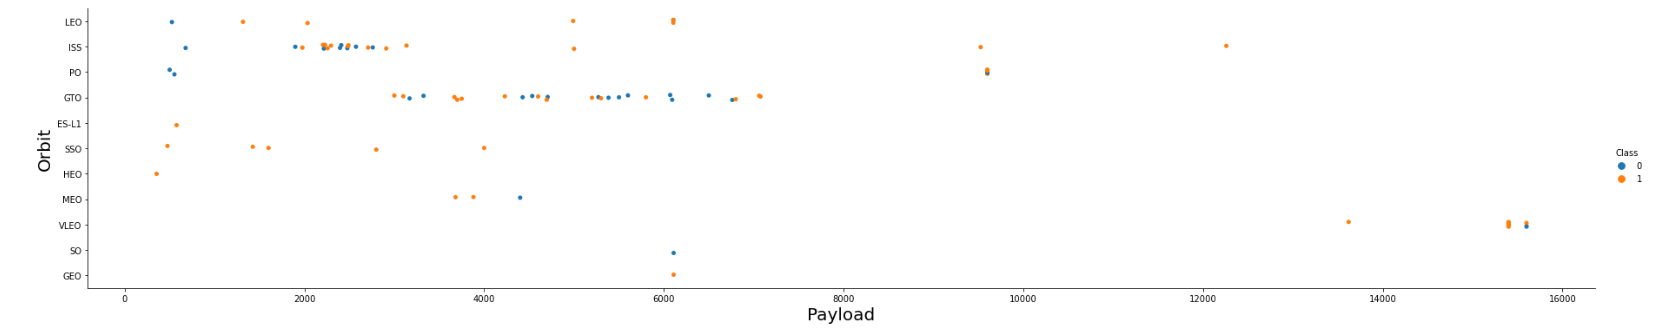 Orbit
LEO
ISS
PO
GTO
ES-L1
SSO
HEO
MEO
VLEO
SO
GEO
0 2000 4000 6000 8000 10000 12000 14000 16000
Payload
Class
0
1